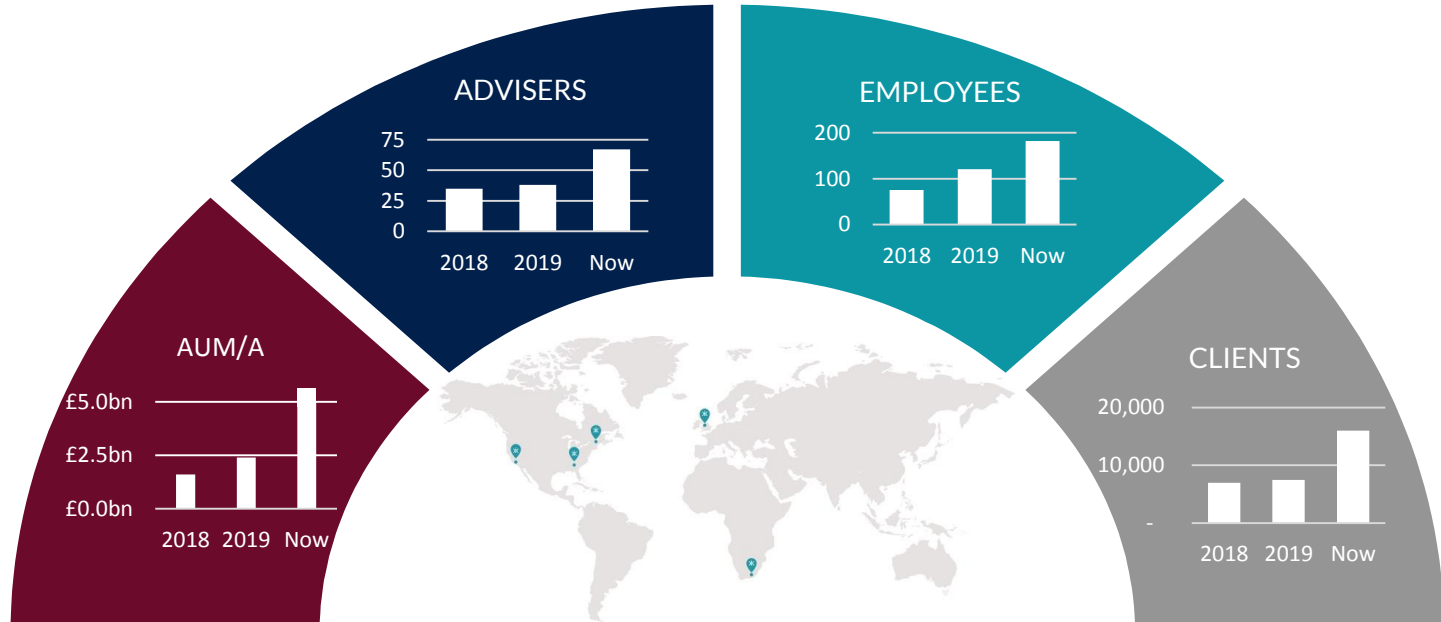 ADVISERS
75
50
25
0
2018 2019 Now
EMPLOYEES
200
100
0
2018 2019 Now
AUM/A
£5.0bn
£2.5bn
£0.0bn
2018 2019 Now
CLIENTS
20,000
10,000
-
2018 2019 Now